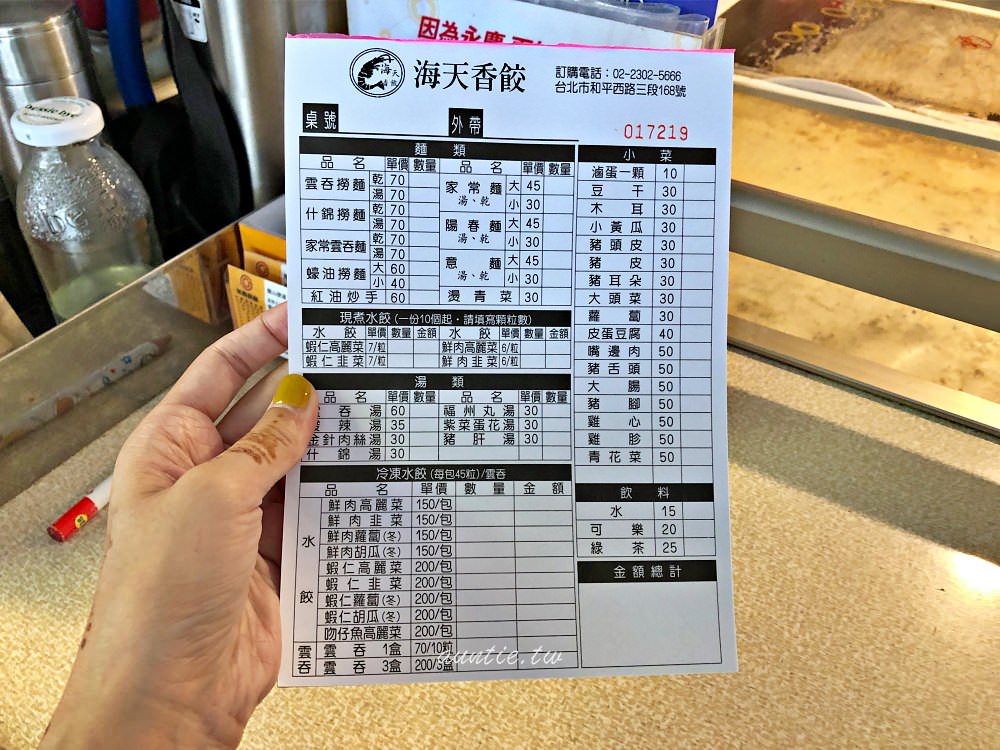 因為永慶
海天
海天香餃
訂購電話：02-2302-5666
台北市和平西路三段168號
桌號
外帶
017219
麵類
品名 單價 數量 品名 單價 數量
雲吞撈麵 乾 70
湯 70
什錦撈麵 乾 70
湯 70
家常雲吞麵 乾 70
湯 70
蠔油撈麵 大 60
小 40
紅油炒手 60
家常麵 湯、乾 大 45
小 30
陽春麵 湯、乾 大 45
小 30
意麵 湯、乾 大 45
小 30
燙青菜 30
現煮水餃（一份10個起，請填寫顆粒數）
水餃 單價 數量 金額 水餃 單價 數量 金額
蝦仁高麗菜 7/粒 鮮肉高麗菜 6/粒
蝦仁韭菜 7/粒 鮮肉韭菜 6/粒
湯類
品名 單價 數量 品名 單價 數量
吞湯 60 福州丸湯 30
辣湯 35 紫菜蛋花湯 30
金針肉絲湯 30 豬肝湯 30
什錦湯 30
冷凍水餃（每包45粒）/雲吞
品名 單價 數量 金額
水餃
鮮肉高麗菜 150/包
鮮肉韭菜 150/包
鮮肉蘿蔔（冬） 150/包
鮮肉胡瓜（冬） 150/包
蝦仁高麗菜 200/包
蝦仁韭菜 200/包
蝦仁蘿蔔（冬） 200/包
蝦仁胡瓜（冬） 200/包
吻仔魚高麗菜 200/包
雲吞
雲吞 1盒 70/10粒
雲吞 3盒 200/3盒
小菜
滷蛋一顆 10
豆干 30
木耳 30
小黃瓜 30
豬頭皮 30
豬皮 30
豬耳朵 30
大頭菜 30
蘿蔔 30
皮蛋豆腐 40
嘴邊肉 50
豬舌頭 50
大腸 50
豬腳 50
雞心 50
雞胗 50
青花菜 50
飲料
水 15
可樂 20
綠茶 25
金額總計
auntie.tw